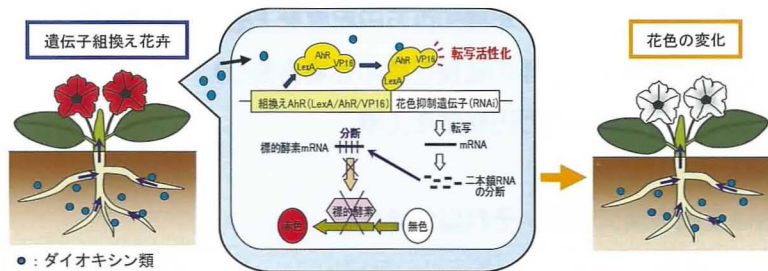 遺伝子組換え花卉
AhR
LexA
VP16
AhR
VP16
LexA
転写活性化
花色の変化
組換えAhR(LexA/AhR/VP16)
花色抑制遺伝子(RNAi)
転写
分断
標的酵素mRNA
mRNA
二本鎖RNA
の分断
標的酵素
赤色
無色
:ダイオキシン類